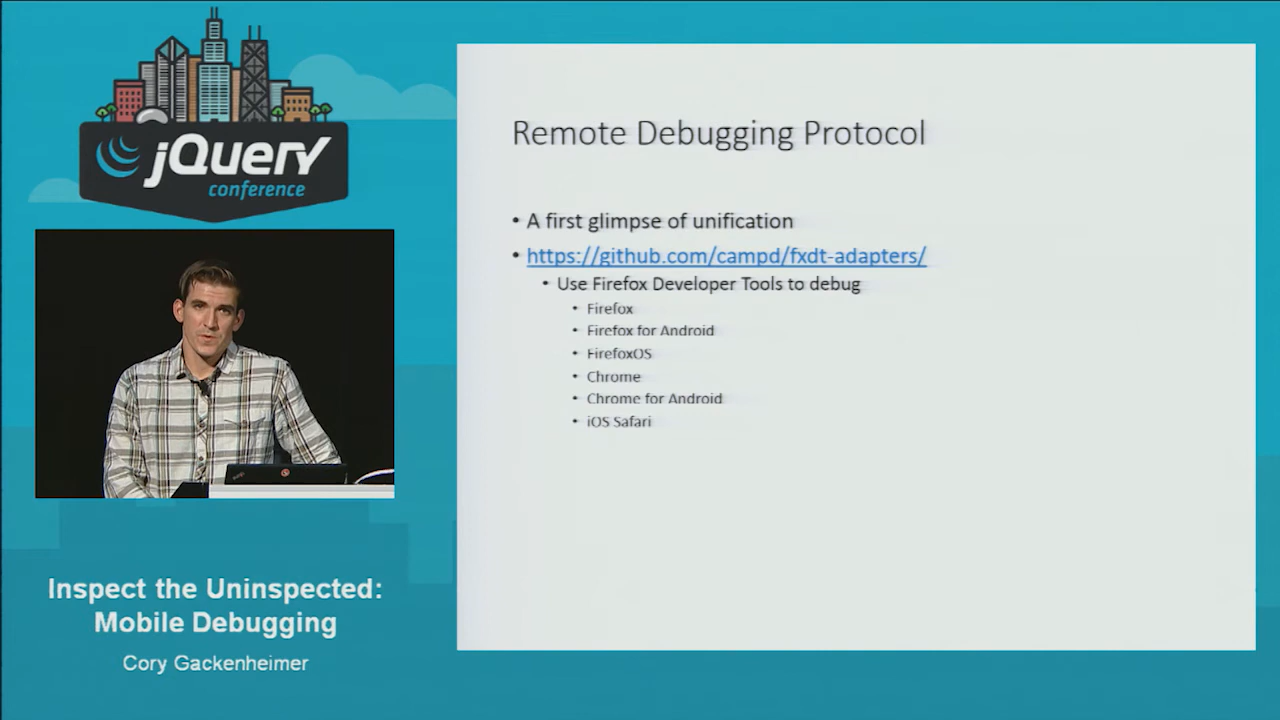 jQuery
conference
Inspect the Uninspected:
Mobile Debugging
Cory Gackenheimer
Remote Debugging Protocol
• A first glimpse of unification
• https://github.com/campd/fxdt-adapters/
• Use Firefox Developer Tools to debug
• Firefox
• Firefox for Android
• FirefoxOS
• Chrome
• Chrome for Android
• iOS Safari